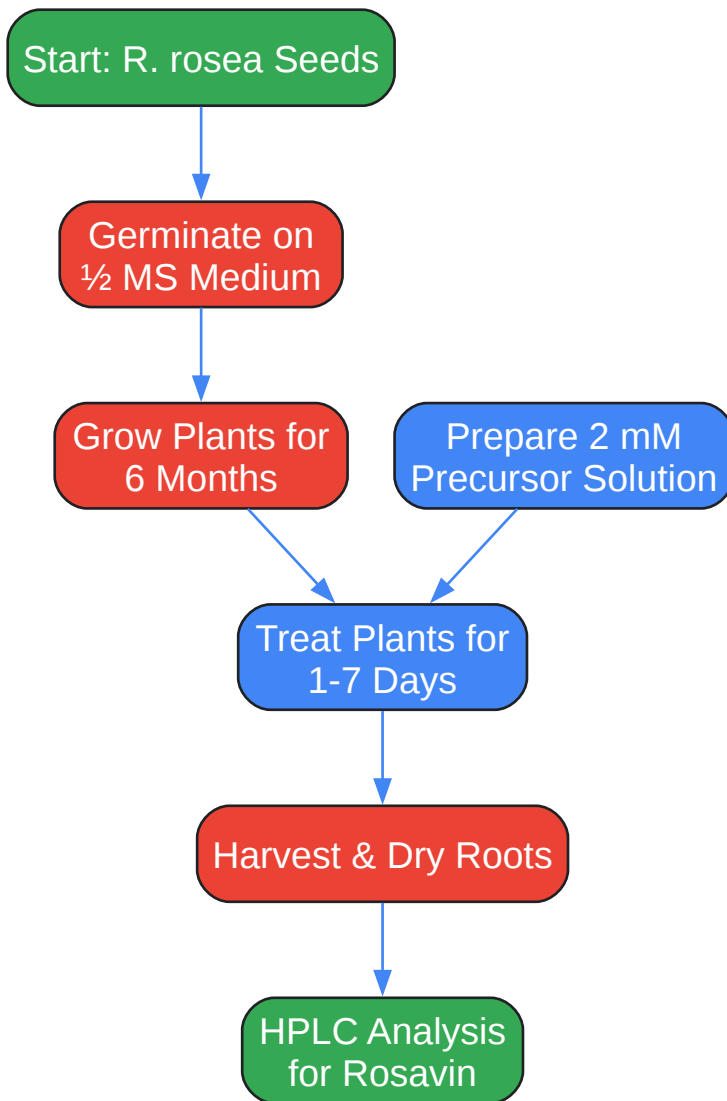 Start: R. rosea Seeds
Germinate on
½ MS Medium
Grow Plants for
6 Months
Prepare 2 mM
Precursor Solution
Treat Plants for
1-7 Days
Harvest & Dry Roots
HPLC Analysis
for Rosavin